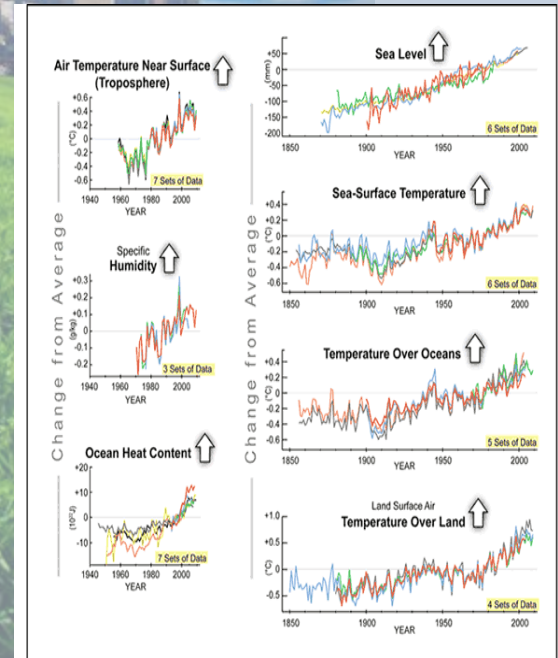 Air Temperature Near Surface
(Troposphere)
+0.6
+0.4
+0.2
0
-0.2
-0.4
-0.6
(°C)
7 Sets of Data
1940 1960 1980 2000
YEAR
Specific
Humidity
+0.3
+0.2
+0.1
0
-0.1
-0.2
(g/kg)
3 Sets of Data
1940 1960 1980 2000
YEAR
Ocean Heat Content
+20
+10
0
-10
(10²²J)
7 Sets of Data
1940 1960 1980 2000
YEAR
Change from Average
Sea Level
+50
0
-50
-100
-150
-200
(mm)
6 Sets of Data
1850 1900 1950 2000
YEAR
Sea-Surface Temperature
+0.4
+0.2
0
-0.2
-0.4
-0.6
(°C)
6 Sets of Data
1850 1900 1950 2000
YEAR
Temperature Over Oceans
+0.4
+0.2
0
-0.2
-0.4
-0.6
(°C)
5 Sets of Data
1850 1900 1950 2000
YEAR
Land Surface Air
Temperature Over Land
+1.0
+0.5
0
-0.5
(°C)
4 Sets of Data
1850 1900 1950 2000
YEAR
Change from Average